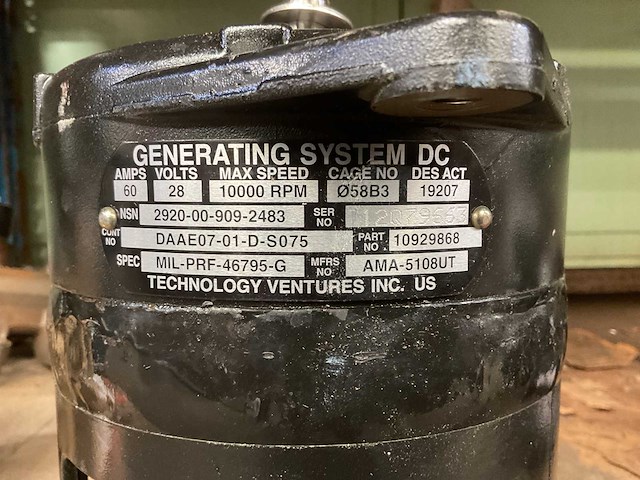 GENERATING SYSTEM DC
AMPS VOLTS MAX SPEED CAGE NO DES ACT
60 28 10000 RPM Ø58B3 19207
NSN 2920-00-909-2483 SER NO
CONT NO DAAE07-01-D-S075 PART NO 10929868
SPEC MIL-PRF-46795-G MFRS NO AMA-5108UT
TECHNOLOGY VENTURES INC. US